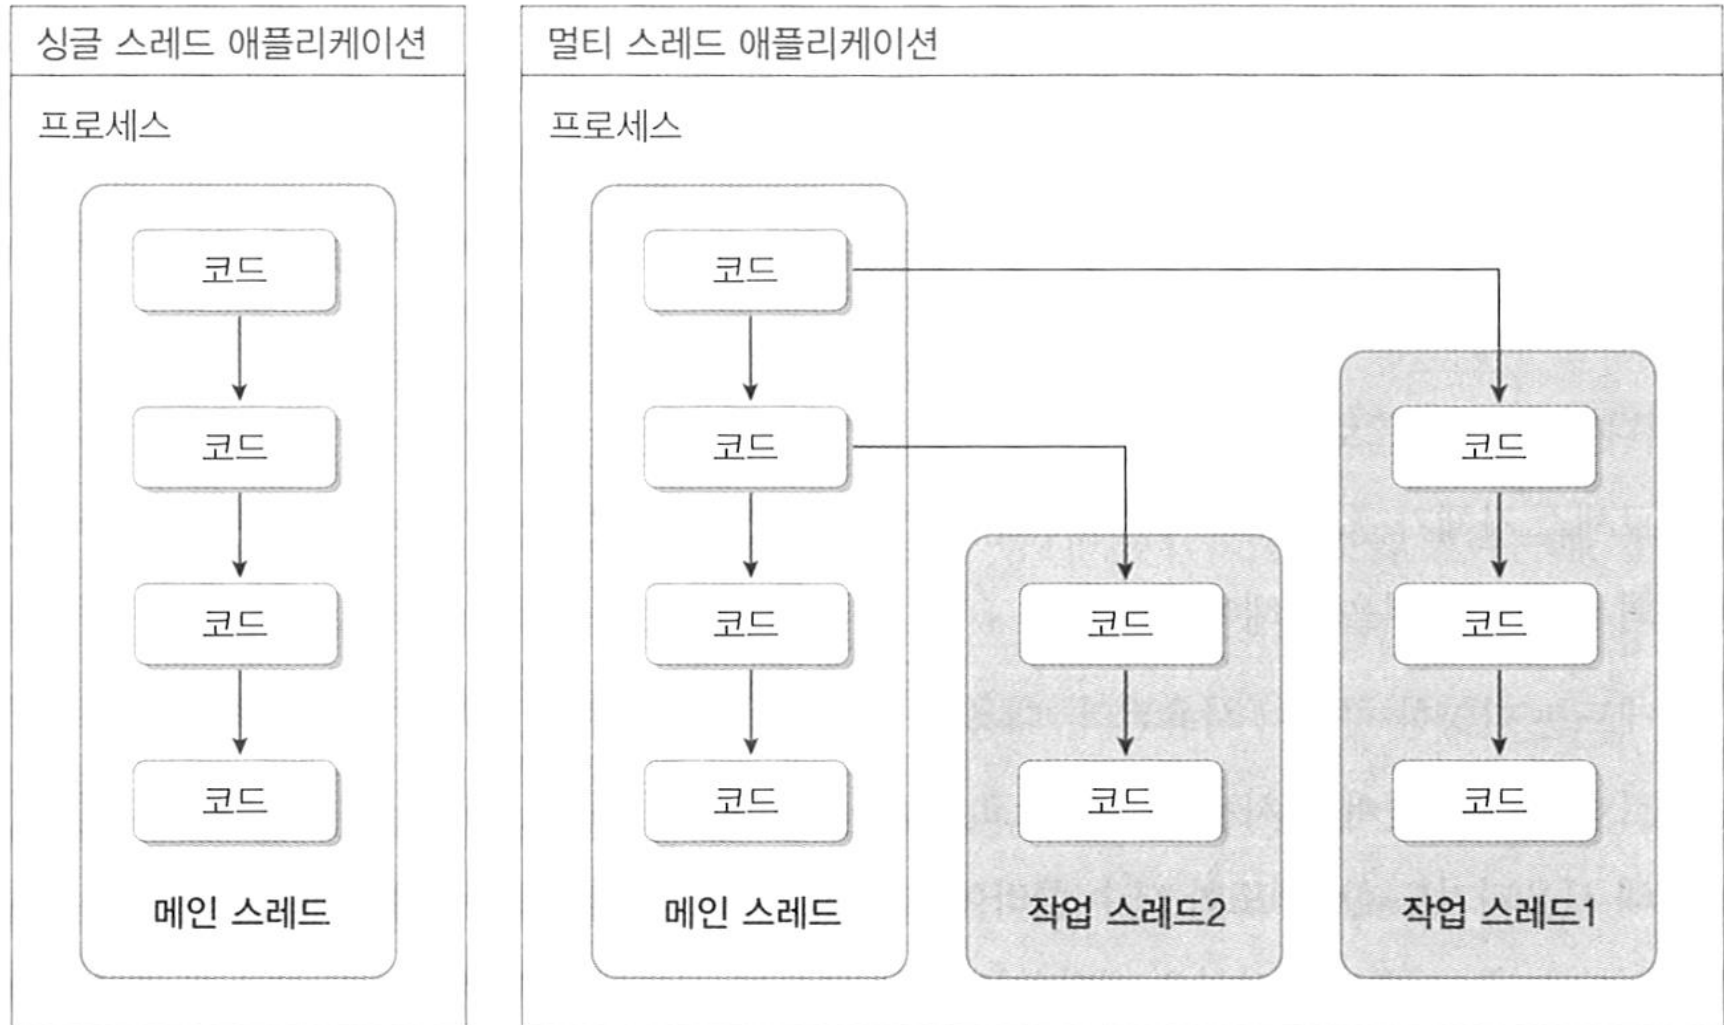 싱글 스레드 애플리케이션
프로세스
코드
코드
코드
코드
메인 스레드
멀티 스레드 애플리케이션
프로세스
코드
코드
코드
코드
메인 스레드
코드
코드
작업 스레드2
코드
코드
코드
작업 스레드1